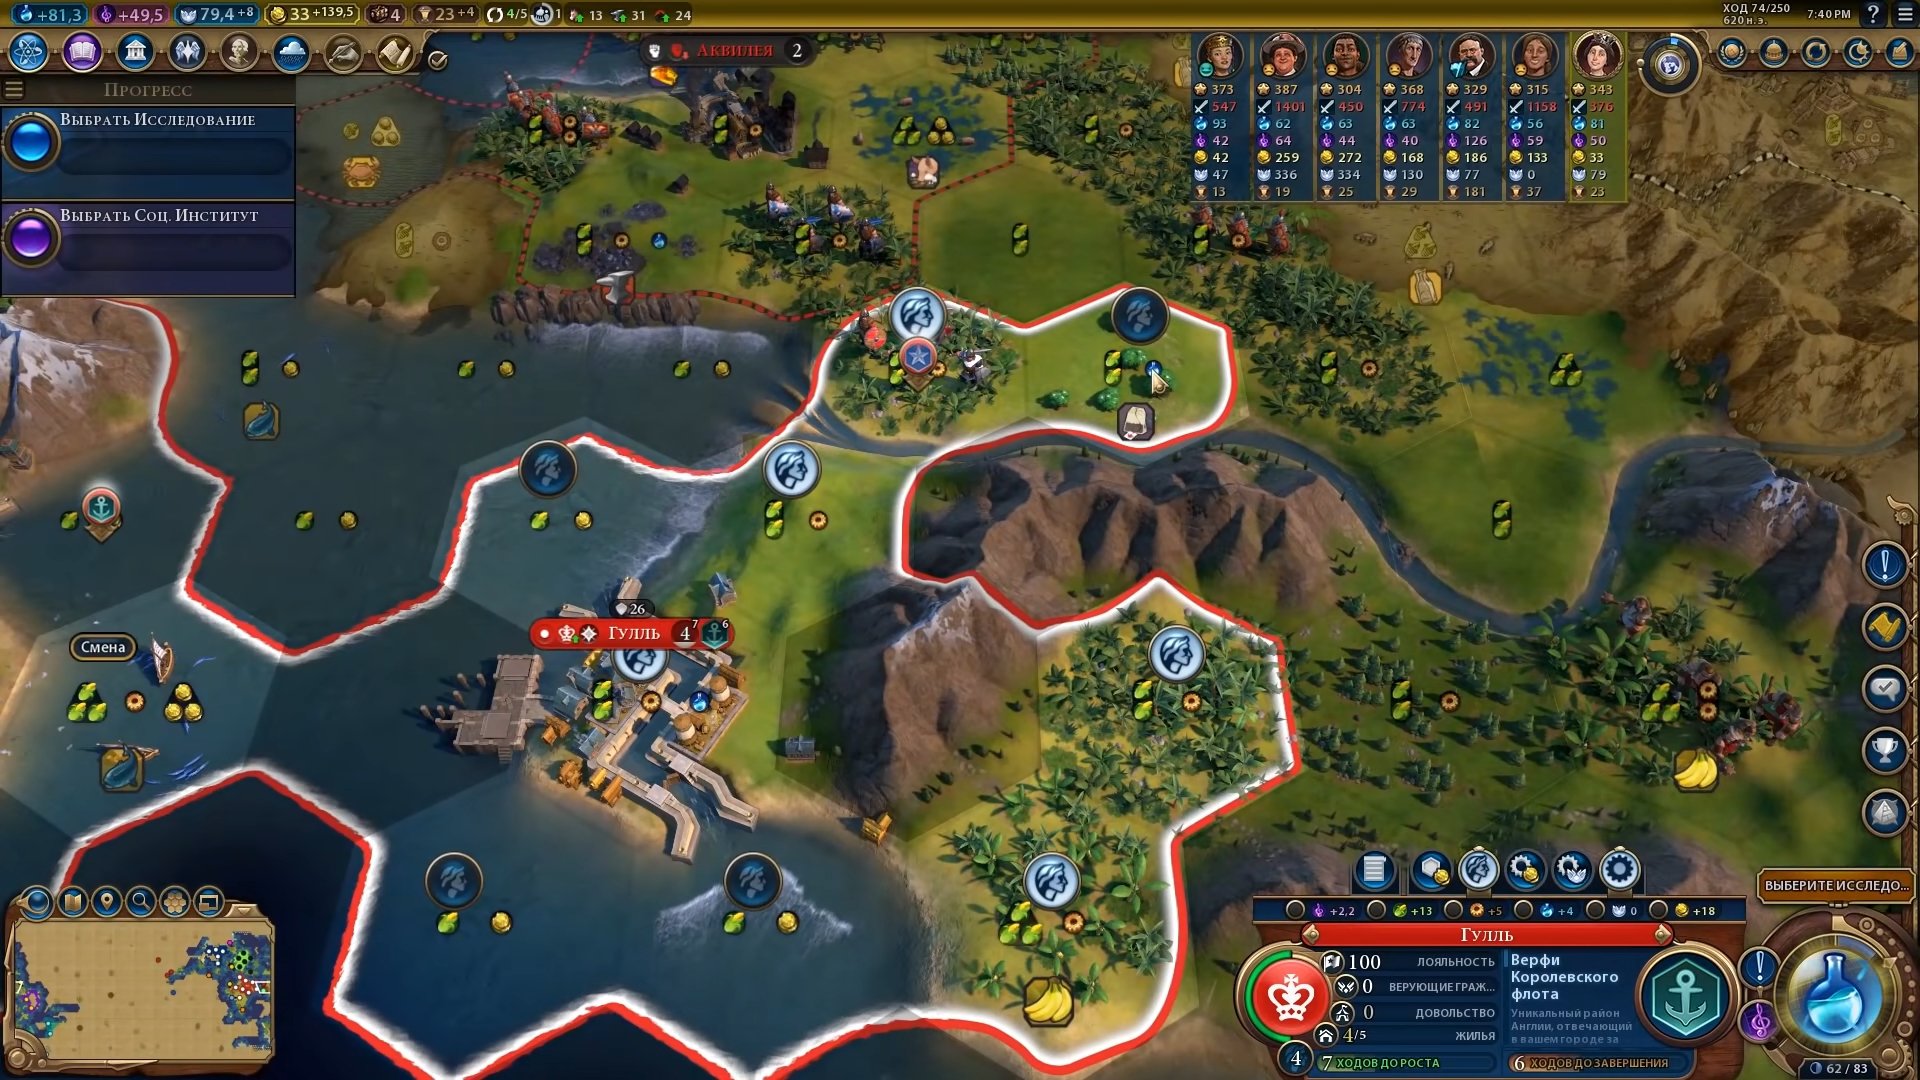 +81,3 +49,5 79,4 +8 33 +139,5 4 23 +4 4/5 1 13 31 24
ХОД 74/250
620 н.э.
7:40 PM
?
Прогресс
Выбрать Исследование
Выбрать Соц. Институт
Аквилея 2
373 387 304 368 329 315 343
547 1401 450 774 491 1158 376
93 62 63 63 82 56 81
42 64 44 40 126 59 50
42 259 272 168 186 133 33
47 336 334 130 77 0 79
13 19 25 29 181 37 23
26
Гулль 4 7 6
Смена
ВЫБЕРИТЕ ИССЛЕДО...
+2,2 +13 +5 +4 0 +18
Гулль
100 ЛОЯЛЬНОСТЬ
0 ВЕРУЮЩИЕ ГРАЖ...
0 ДОВОЛЬСТВО
4/5 ЖИЛЬЯ
4 7 ХОДОВ ДО РОСТА
Верфи
Королевского
флота
Уникальный район
Англии, отвечающий
в вашем городе за
6 ХОДОВ ДО ЗАВЕРШЕНИЯ
62 / 83